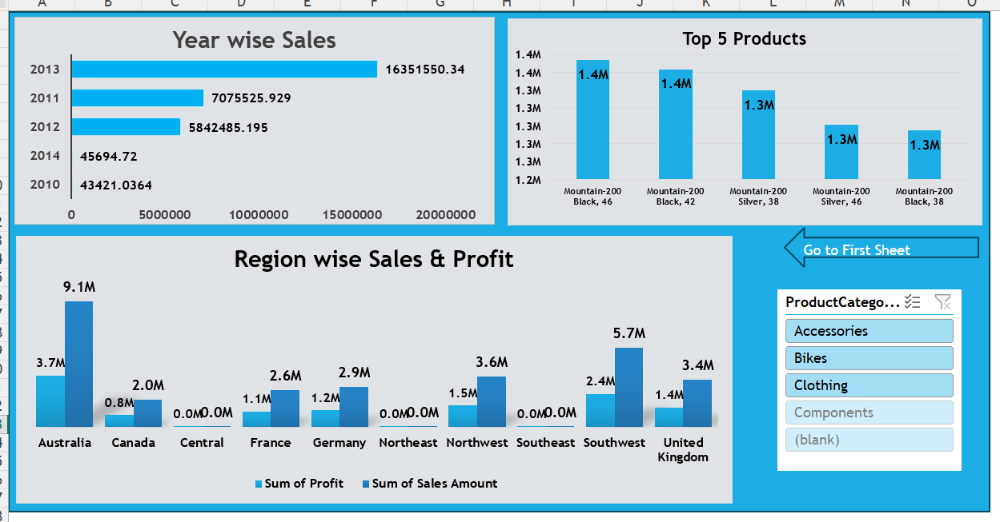 A B C D E F G H I J K L M N O
Year wise Sales
2013 16351550.34
2011 7075525.929
2012 5842485.195
2014 45694.72
2010 43421.0364
0 5000000 10000000 15000000 20000000
Top 5 Products
1.4M
1.4M
1.3M
1.3M
1.3M
1.3M
1.3M
1.2M
1.4M 1.4M 1.3M 1.3M 1.3M
Mountain-200 Mountain-200 Mountain-200 Mountain-200 Mountain-200
Black, 46 Black, 42 Silver, 38 Silver, 46 Black, 38
Region wise Sales & Profit
3.7M 9.1M 0.8M 2.0M 0.0M 0.0M 1.1M 2.6M 1.2M 2.9M 0.0M 0.0M 1.5M 3.6M 0.0M 0.0M 2.4M 5.7M 1.4M 3.4M
Australia Canada Central France Germany Northeast Northwest Southeast Southwest United
Kingdom
Sum of Profit Sum of Sales Amount
Go to First Sheet
ProductCatego...
Accessories
Bikes
Clothing
Components
(blank)